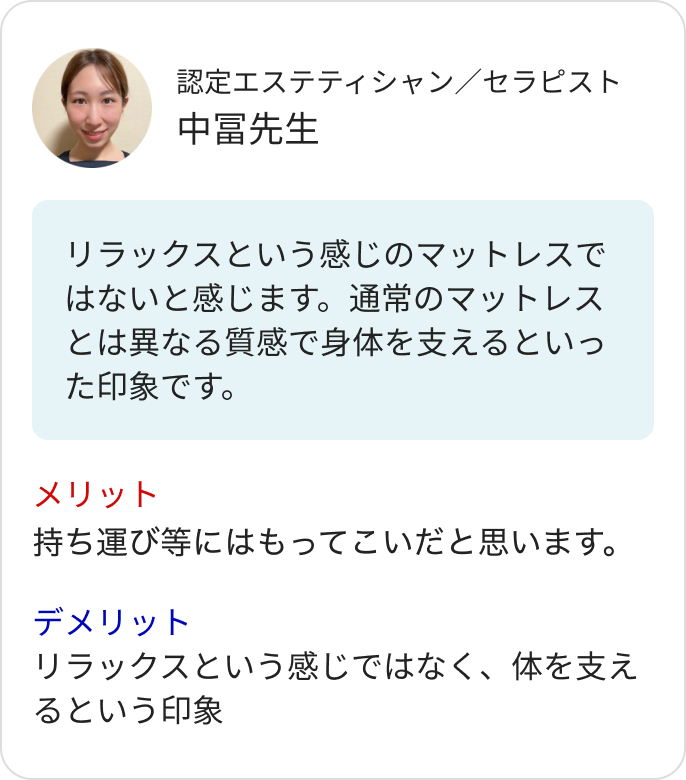 認定エステティシャン／セラピスト
中冨先生
リラックスという感じのマットレスで
はないと感じます。通常のマットレス
とは異なる質感で身体を支えるといっ
た印象です。
メリット
持ち運び等にはもってこいだと思います。
デメリット
リラックスという感じではなく、体を支え
るという印象